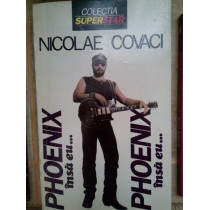 COLECȚIA
SUPERSTAR
NICOLAE COVACI
PHOENIX
însă eu...
PHOENIX
însă eu...